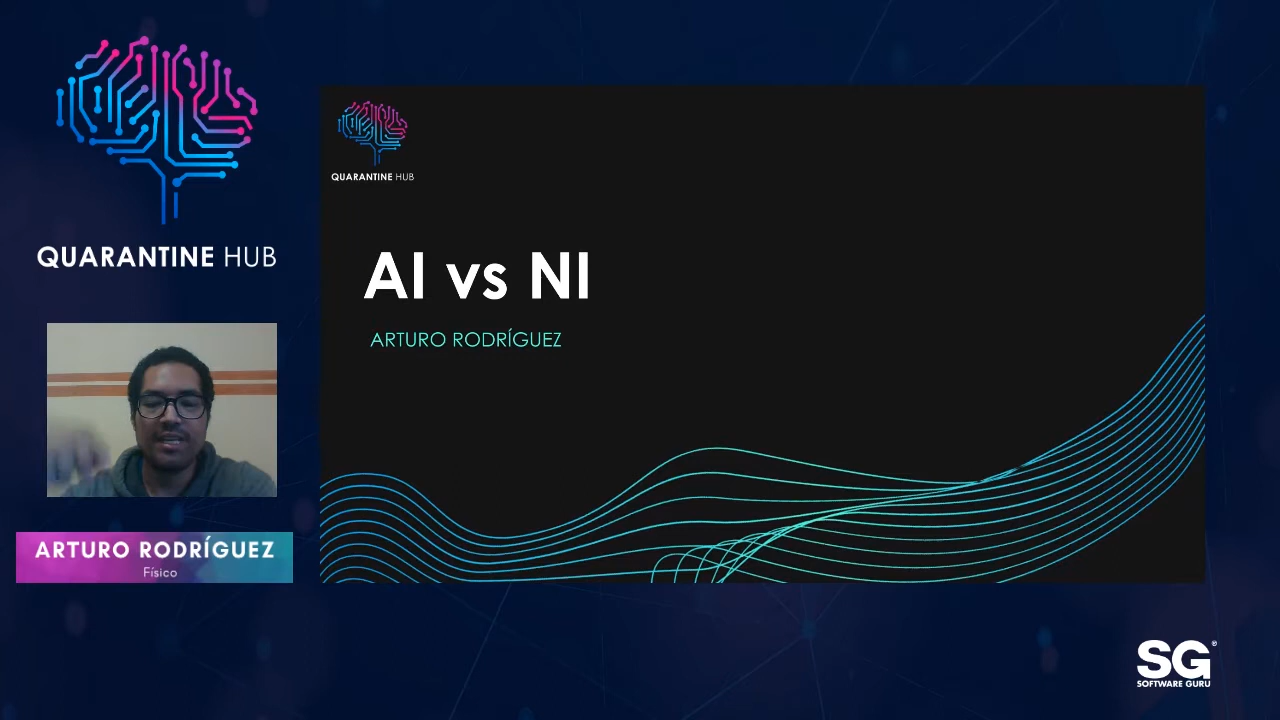 QUARANTINE HUB
ARTURO RODRÍGUEZ
Físico
QUARANTINE HUB
AI vs NI
ARTURO RODRÍGUEZ
SG®
SOFTWARE GURU